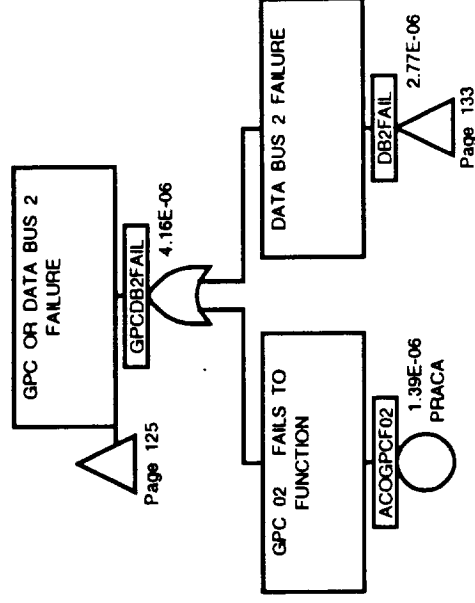 GPC OR DATA BUS 2
FAILURE
GPCDB2FAIL
4.16E-06
Page 125
GPC 02 FAILS TO
FUNCTION
ACOGPCF02
1.39E-06
PRACA
DATA BUS 2 FAILURE
DB2FAIL
2.77E-06
Page 133